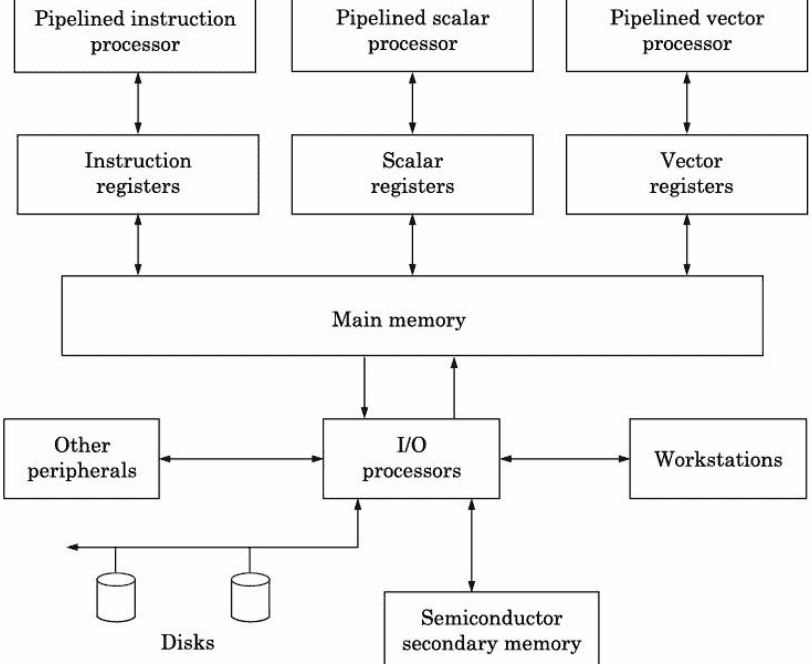 Pipelined instruction
processor
Pipelined scalar
processor
Pipelined vector
processor
Instruction
registers
Scalar
registers
Vector
registers
Main memory
Other
peripherals
I/O
processors
Workstations
Disks
Semiconductor
secondary memory